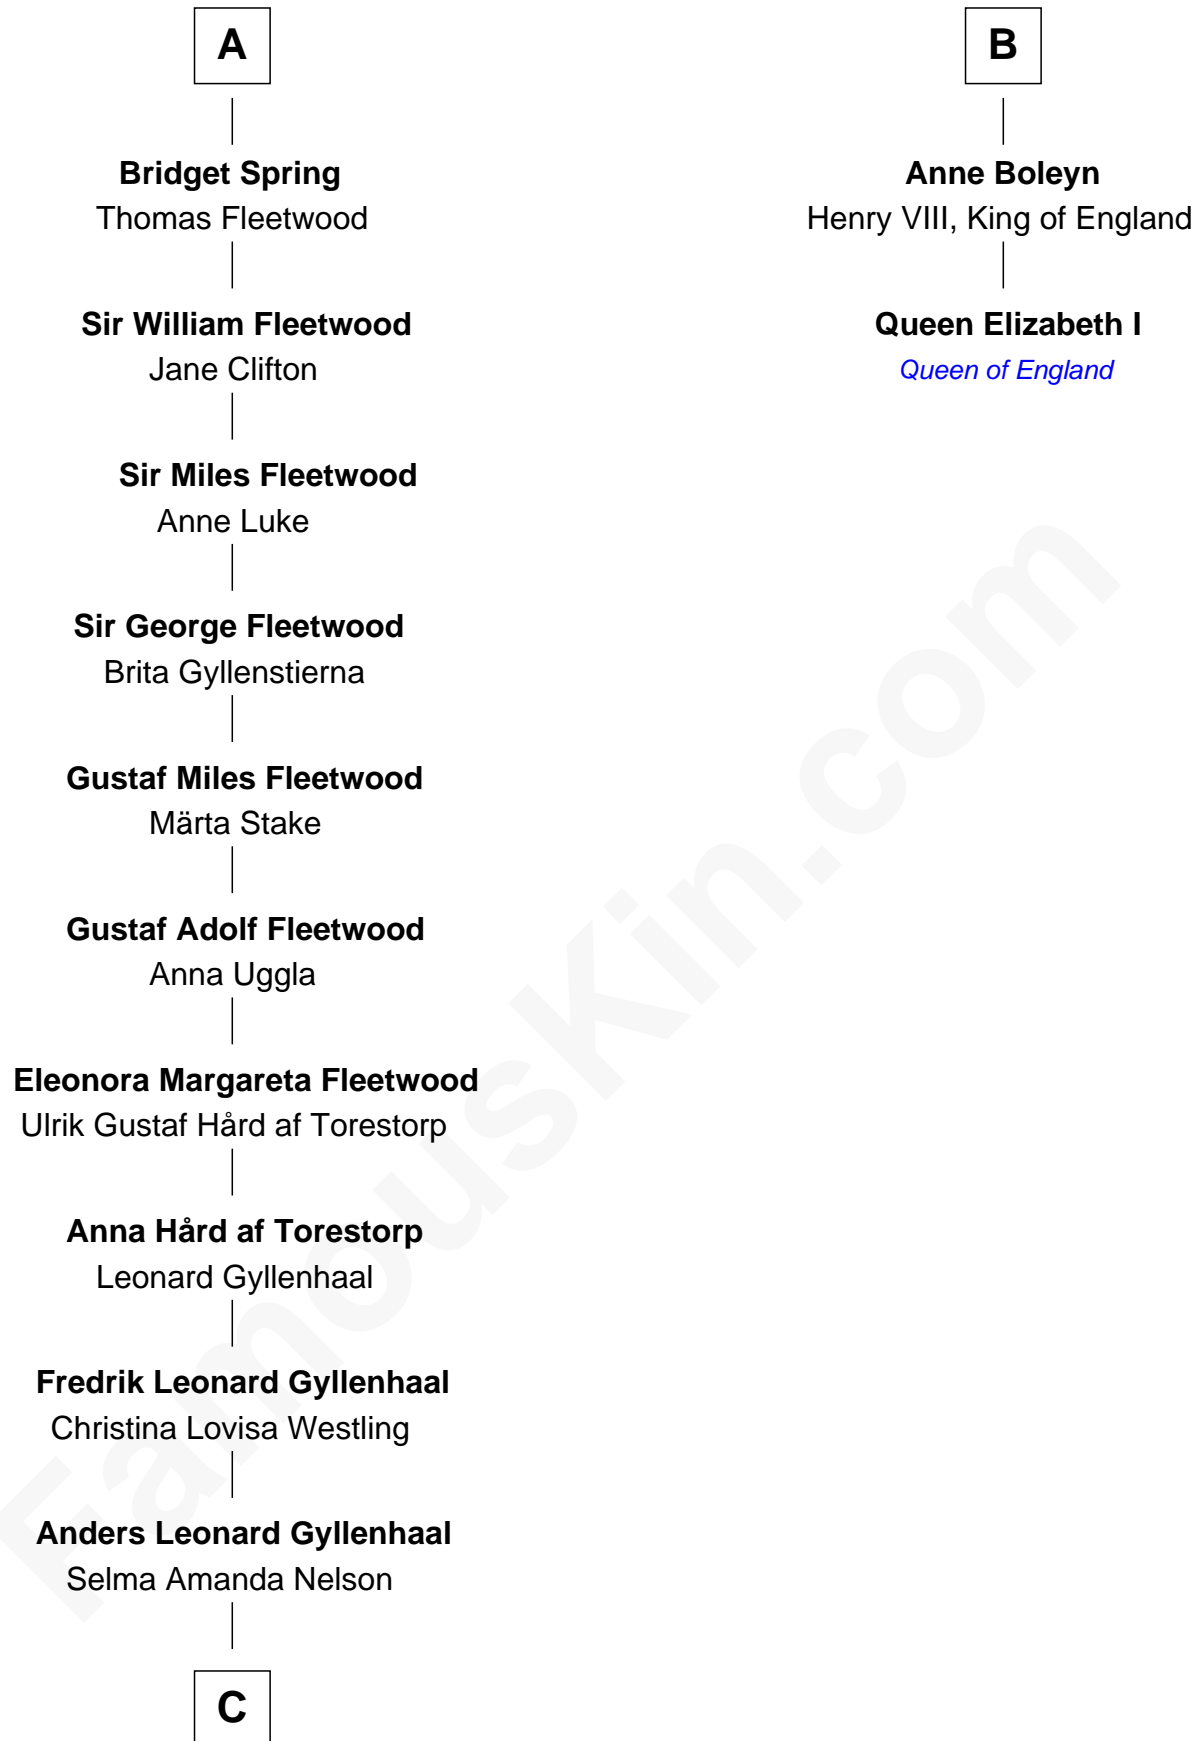 A
Bridget Spring
Thomas Fleetwood
Sir William Fleetwood
Jane Clifton
Sir Miles Fleetwood
Anne Luke
Sir George Fleetwood
Brita Gyllenstierna
Gustaf Miles Fleetwood
Märta Stake
Gustaf Adolf Fleetwood
Anna Uggla
Eleonora Margareta Fleetwood
Ulrik Gustaf Hård af Torestorp
Anna Hård af Torestorp
Leonard Gyllenhaal
Fredrik Leonard Gyllenhaal
Christina Lovisa Westling
Anders Leonard Gyllenhaal
Selma Amanda Nelson
C
B
Anne Boleyn
Henry VIII, King of England
Queen Elizabeth I
Queen of England
FamousKin.com